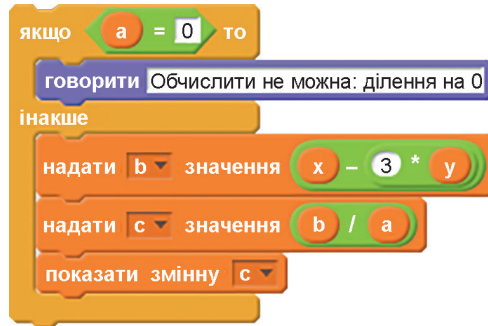 якщо a = 0 то
говорити Обчислити не можна: ділення на 0
інакше
надати b значення x – 3 * y
надати c значення b / a
показати змінну c